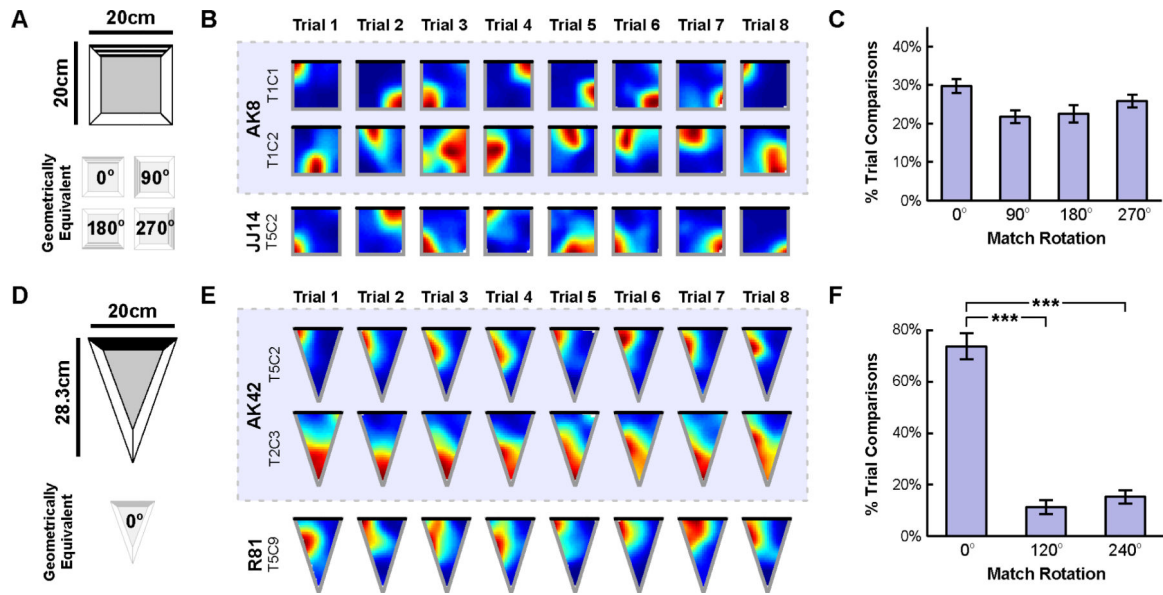 A
20cm
20cm
Geometrically
Equivalent
0°
90°
180°
270°
B
Trial 1 Trial 2 Trial 3 Trial 4 Trial 5 Trial 6 Trial 7 Trial 8
AK8
T1C1
T1C2
JJ14
T5C2
C
% Trial Comparisons
40%
30%
20%
10%
0%
0° 90° 180° 270°
Match Rotation
D
20cm
28.3cm
Geometrically
Equivalent
0°
E
Trial 1 Trial 2 Trial 3 Trial 4 Trial 5 Trial 6 Trial 7 Trial 8
AK42
T5C2
T2C3
R81
T5C9
F
***
***
% Trial Comparisons
80%
60%
40%
20%
0%
0° 120° 240°
Match Rotation